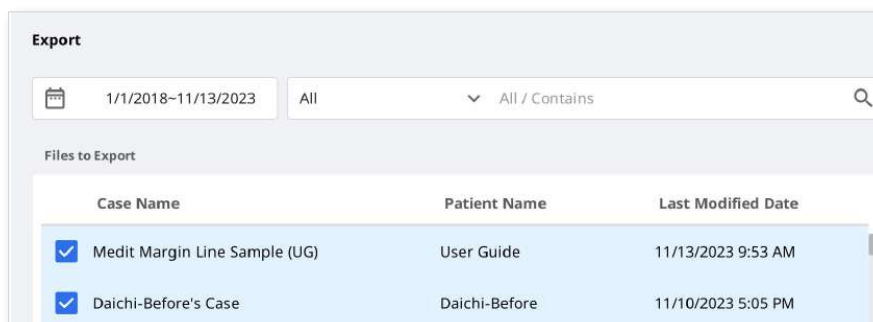 Export
1/1/2018~11/13/2023 All All / Contains
Files to Export
Case Name Patient Name Last Modified Date
Medit Margin Line Sample (UG) User Guide 11/13/2023 9:53 AM
Daichi-Before's Case Daichi-Before 11/10/2023 5:05 PM